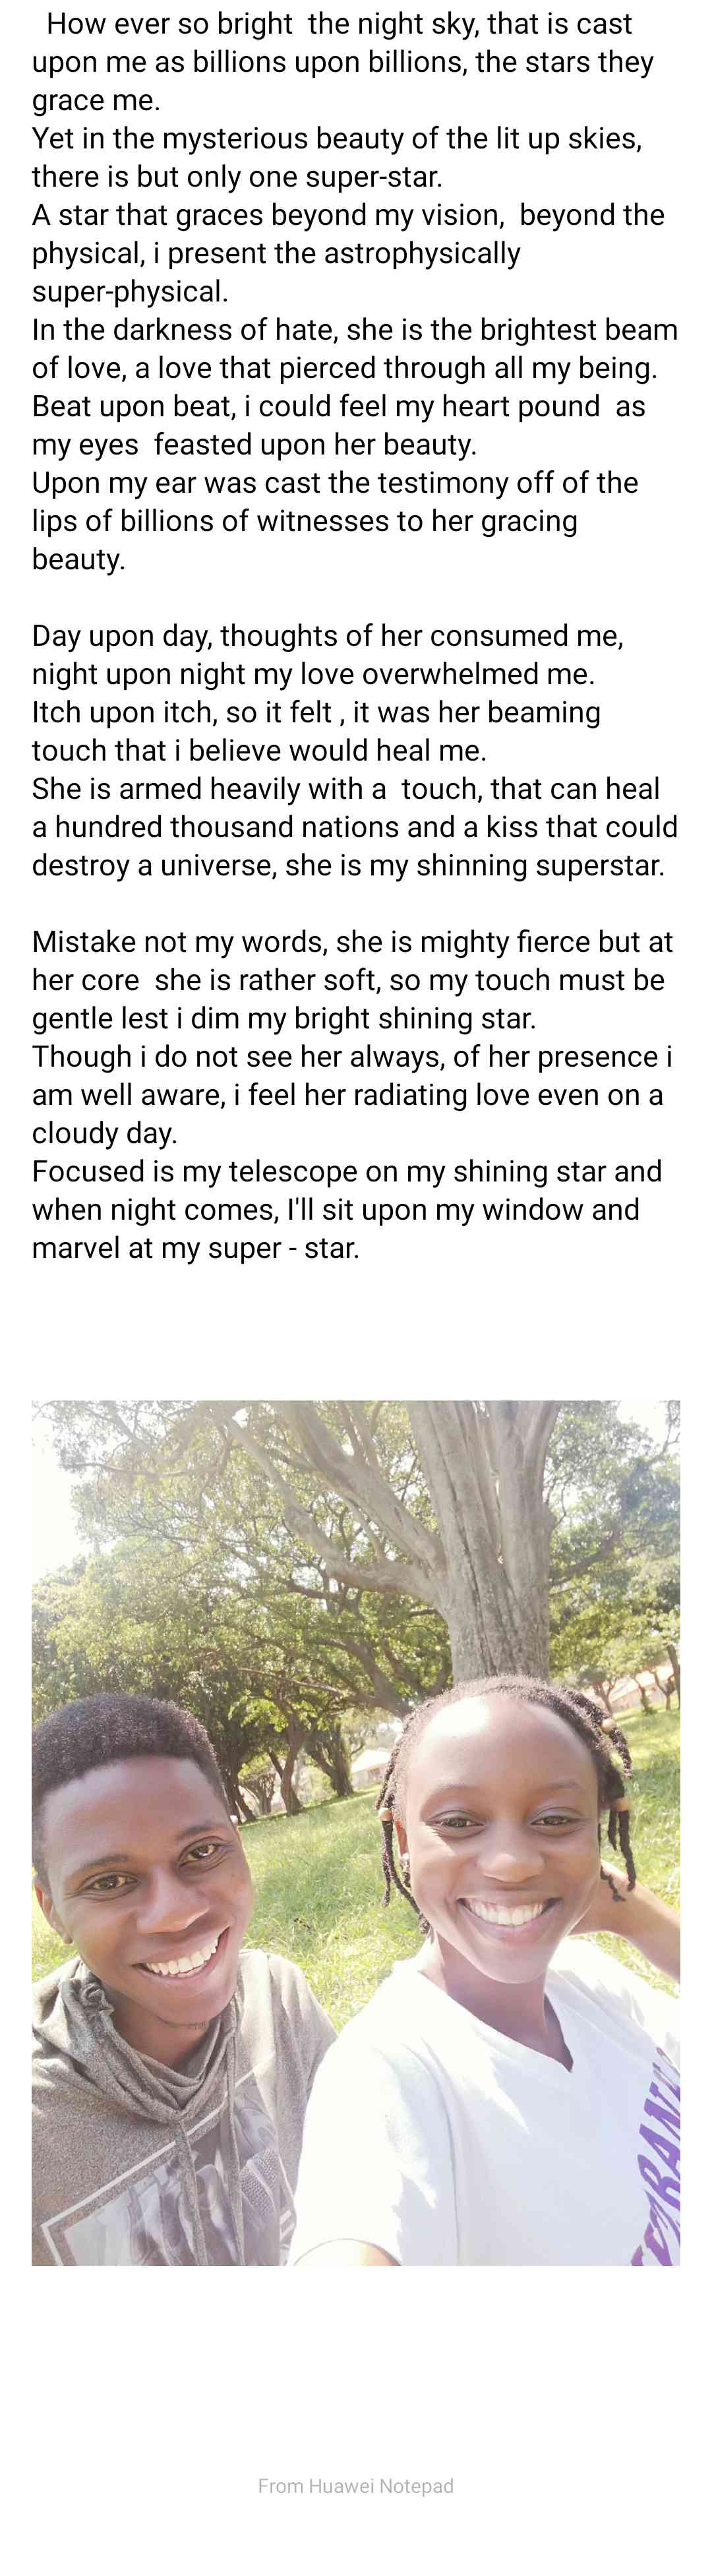 How ever so bright  the night sky, that is cast
upon me as billions upon billions, the stars they
grace me.
Yet in the mysterious beauty of the lit up skies,
there is but only one super-star.
A star that graces beyond my vision,  beyond the
physical, i present the astrophysically
super-physical.
In the darkness of hate, she is the brightest beam
of love, a love that pierced through all my being.
Beat upon beat, i could feel my heart pound  as
my eyes  feasted upon her beauty.
Upon my ear was cast the testimony off of the
lips of billions of witnesses to her gracing
beauty.

Day upon day, thoughts of her consumed me,
night upon night my love overwhelmed me.
Itch upon itch, so it felt , it was her beaming
touch that i believe would heal me.
She is armed heavily with a  touch, that can heal
a hundred thousand nations and a kiss that could
destroy a universe, she is my shinning superstar.

Mistake not my words, she is mighty fierce but at
her core  she is rather soft, so my touch must be
gentle lest i dim my bright shining star.
Though i do not see her always, of her presence i
am well aware, i feel her radiating love even on a
cloudy day.
Focused is my telescope on my shining star and
when night comes, I'll sit upon my window and
marvel at my super - star.

From Huawei Notepad